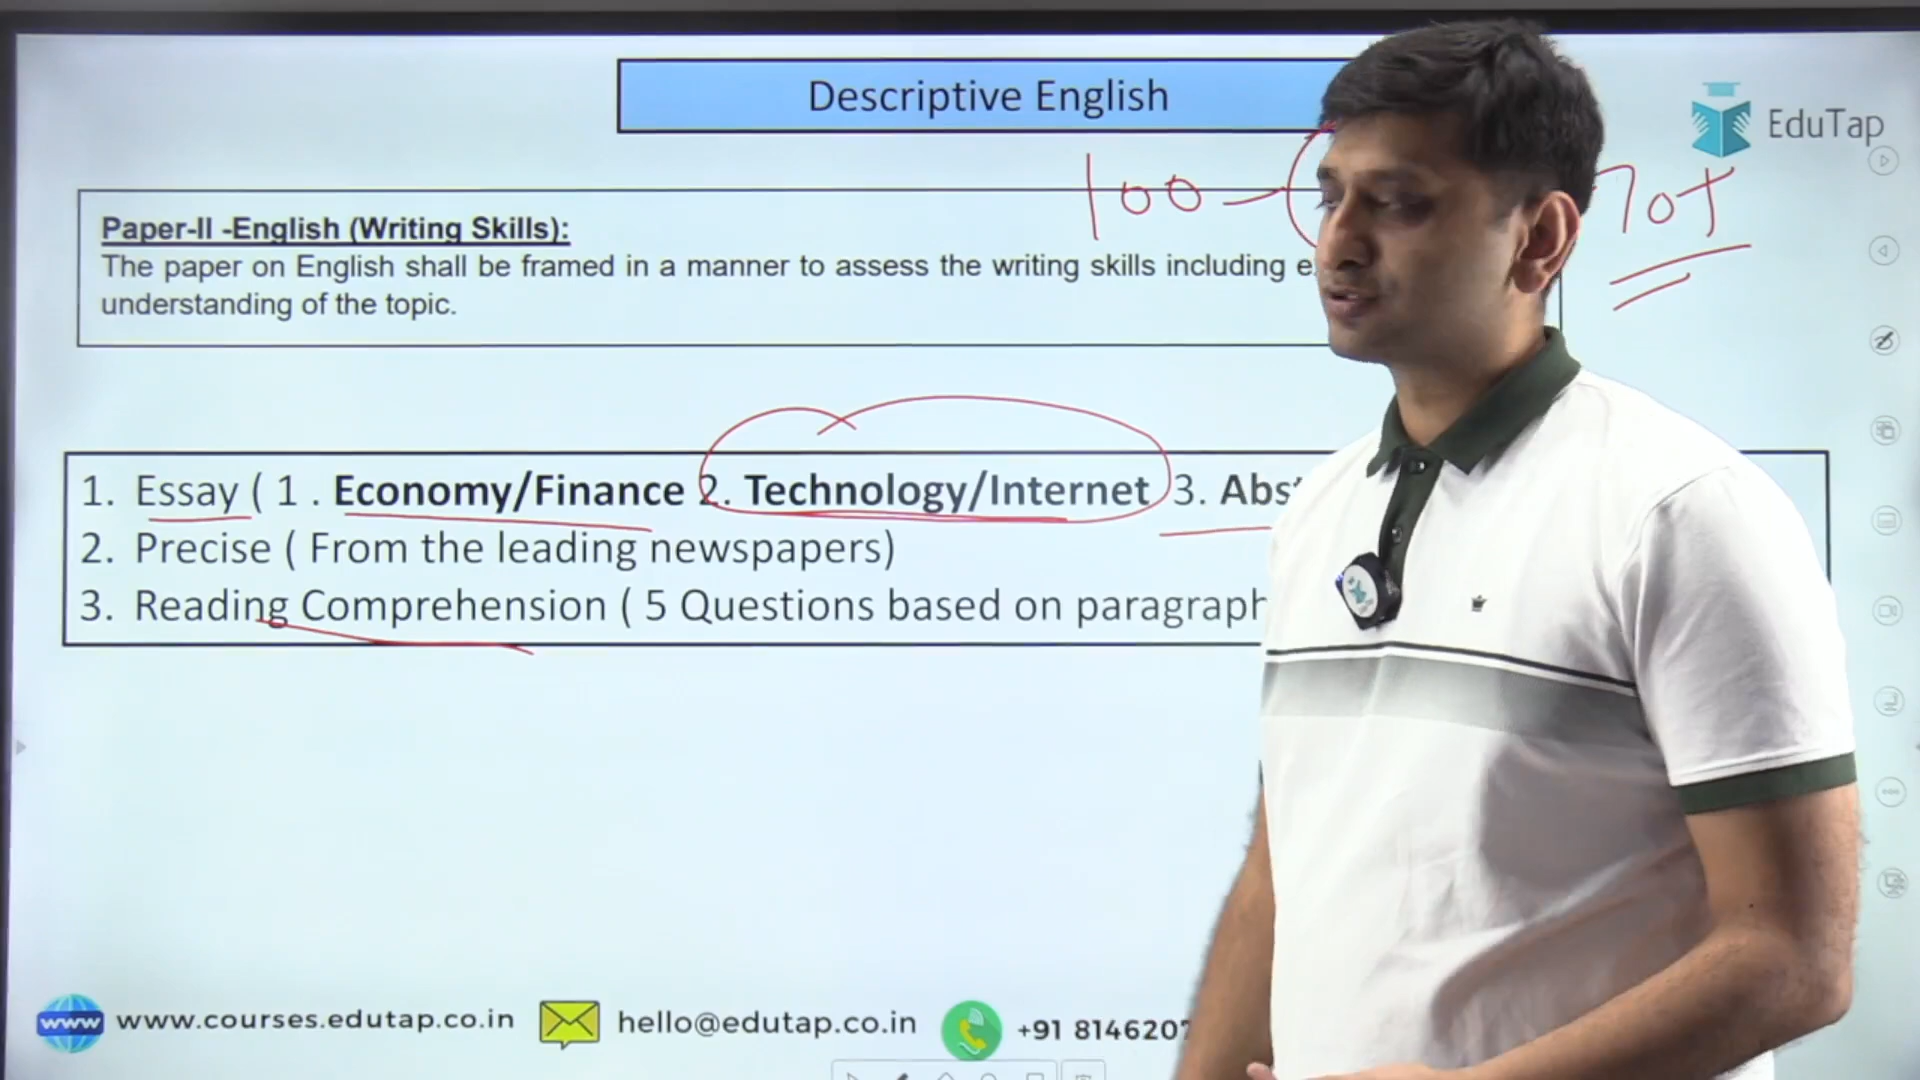 Descriptive English
EduTap
100 - 70+
Paper-II -English (Writing Skills):
The paper on English shall be framed in a manner to assess the writing skills including
understanding of the topic.
1. Essay ( 1 . Economy/Finance 2. Technology/Internet 3.
2. Precise ( From the leading newspapers)
3. Reading Comprehension ( 5 Questions based on paragraph
www www.courses.edutap.co.in hello@edutap.co.in +91 814620